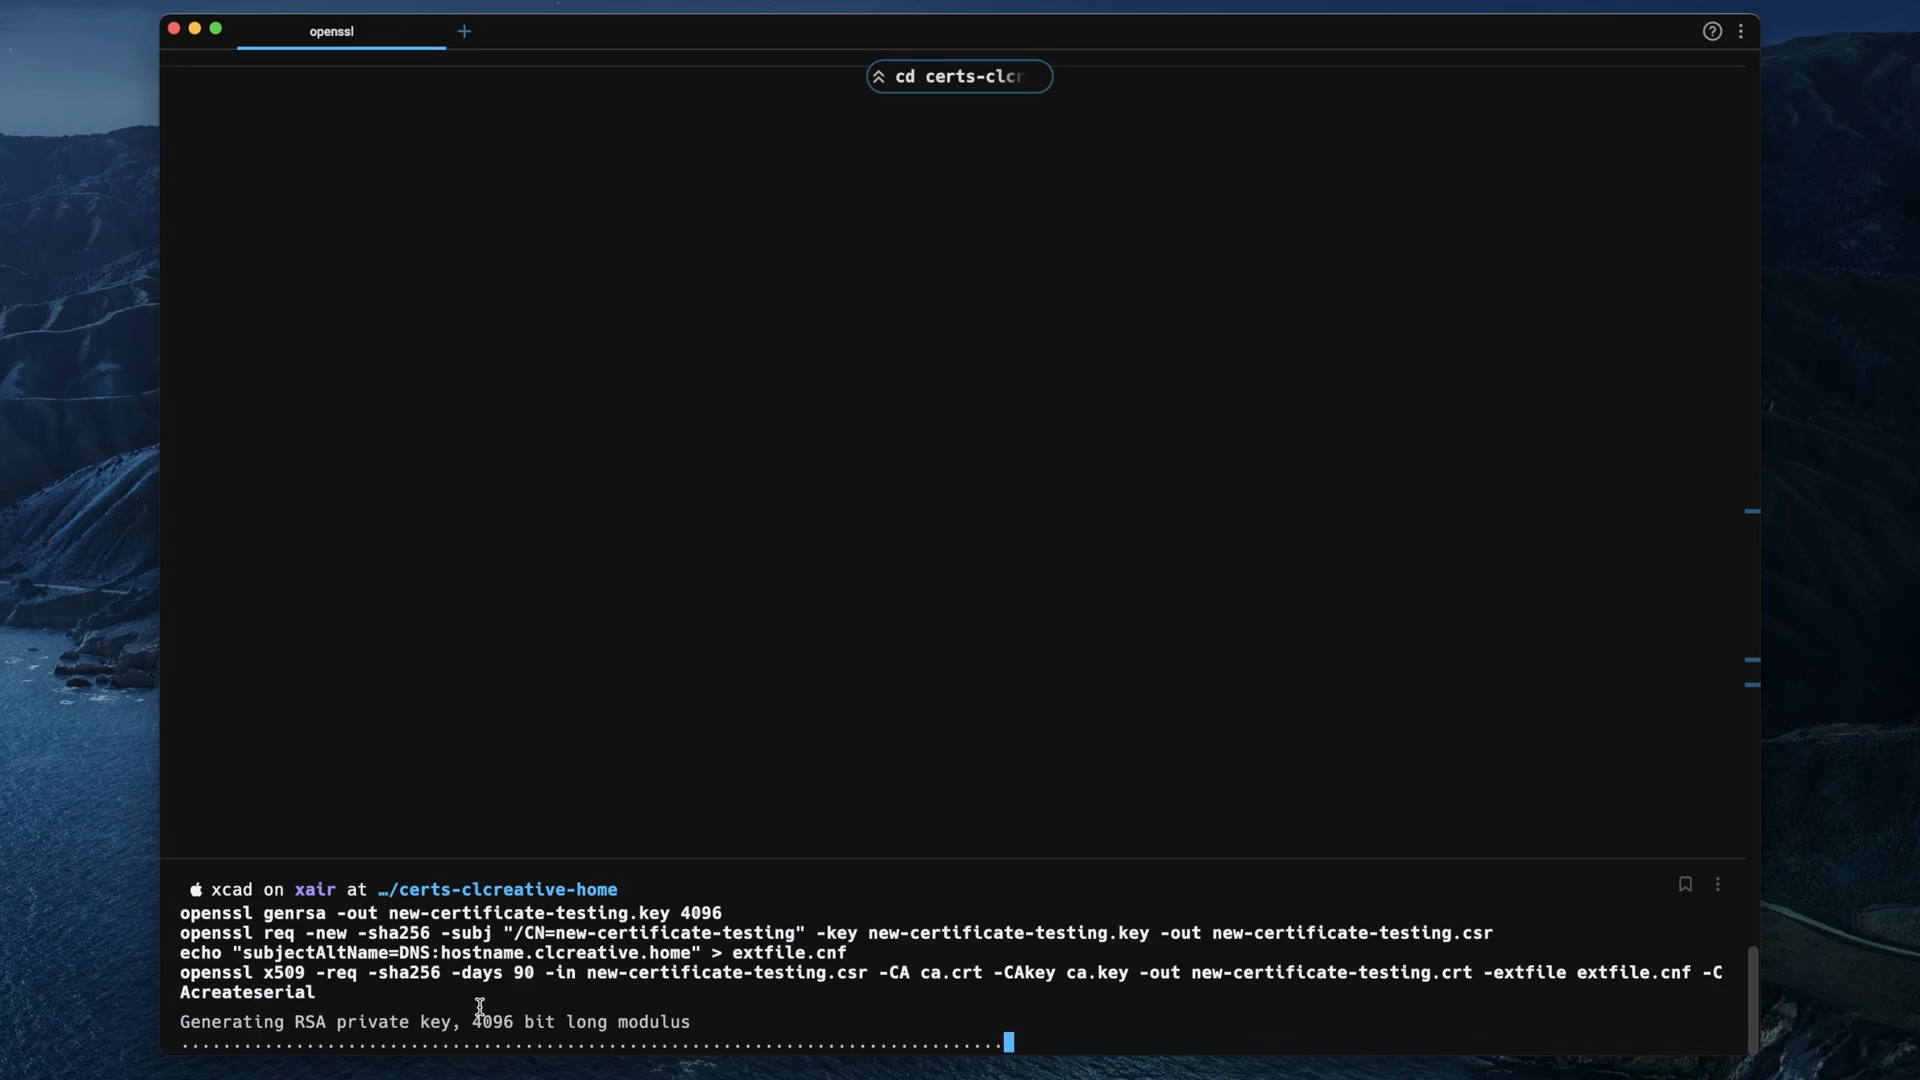 openssl
cd certs-clcr
xcad on xair at …/certs-clcreative-home
openssl genrsa -out new-certificate-testing.key 4096
openssl req -new -sha256 -subj "/CN=new-certificate-testing" -key new-certificate-testing.key -out new-certificate-testing.csr
echo "subjectAltName=DNS:hostname.clcreative.home" > extfile.cnf
openssl x509 -req -sha256 -days 90 -in new-certificate-testing.csr -CA ca.crt -CAkey ca.key -out new-certificate-testing.crt -extfile extfile.cnf -C
Acreateserial
Generating RSA private key, 4096 bit long modulus
...............................................................................